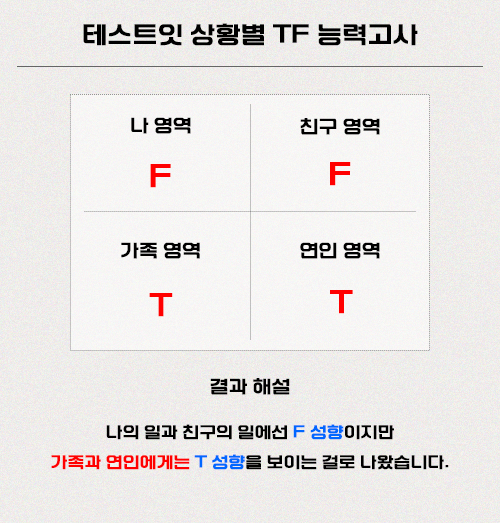 테스트잇 상황별 TF 능력고사
나 영역
친구 영역
F
F
가족 영역
연인 영역
T
T
결과 해설
나의 일과 친구의 일에선 F 성향이지만
가족과 연인에게는 T 성향을 보이는 걸로 나왔습니다.